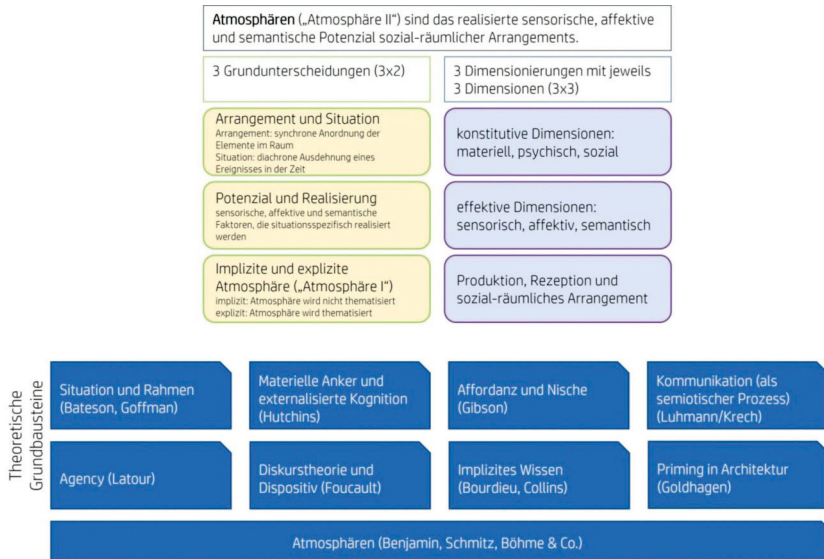 Atmosphären („Atmosphäre II“) sind das realisierte sensorische, affektive
und semantische Potenzial sozial-räumlicher Arrangements.
3 Grundunterscheidungen (3x2)
3 Dimensionierungen mit jeweils
3 Dimensionen (3x3)
Arrangement und Situation
Arrangement: synchrone Anordnung der
Elemente im Raum
Situation: diachrone Ausdehnung eines
Ereignisses in der Zeit
konstitutive Dimensionen:
materiell, psychisch, sozial
Potenzial und Realisierung
sensorische, affektive und semantische
Faktoren, die situationsspezifisch realisiert
werden
effektive Dimensionen:
sensorisch, affektiv, semantisch
Implizite und explizite
Atmosphäre („Atmosphäre I“)
implizit: Atmosphäre wird nicht thematisiert
explizit: Atmosphäre wird thematisiert
Produktion, Rezeption und
sozial-räumliches Arrangement
Theoretische
Grundbausteine
Situation und Rahmen
(Bateson, Goffman)
Materielle Anker und
externalisierte Kognition
(Hutchins)
Affordanz und Nische
(Gibson)
Kommunikation (als
semiotischer Prozess)
(Luhmann/Krech)
Agency (Latour)
Diskurstheorie und
Dispositiv (Foucault)
Implizites Wissen
(Bourdieu, Collins)
Priming in Architektur
(Goldhagen)
Atmosphären (Benjamin, Schmitz, Böhme & Co.)